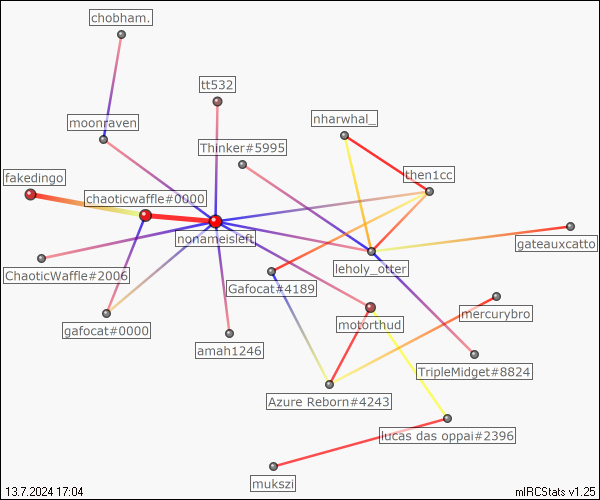 chobham.
tt532
nharwhal_
moonraven
Thinker#5995
then1cc
fakedingo
chaoticwaffle#0000
nonameisleft
gateauxcatto
ChaoticWaffle#2006
leholy_otter
Gafocat#4189
mercurybro
gafocat#0000
motorthud
amah1246
TripleMidget#8824
Azure Reborn#4243
lucas das oppai#2396
mukszi
13.7.2024 17:04
mIRCStats v1.25